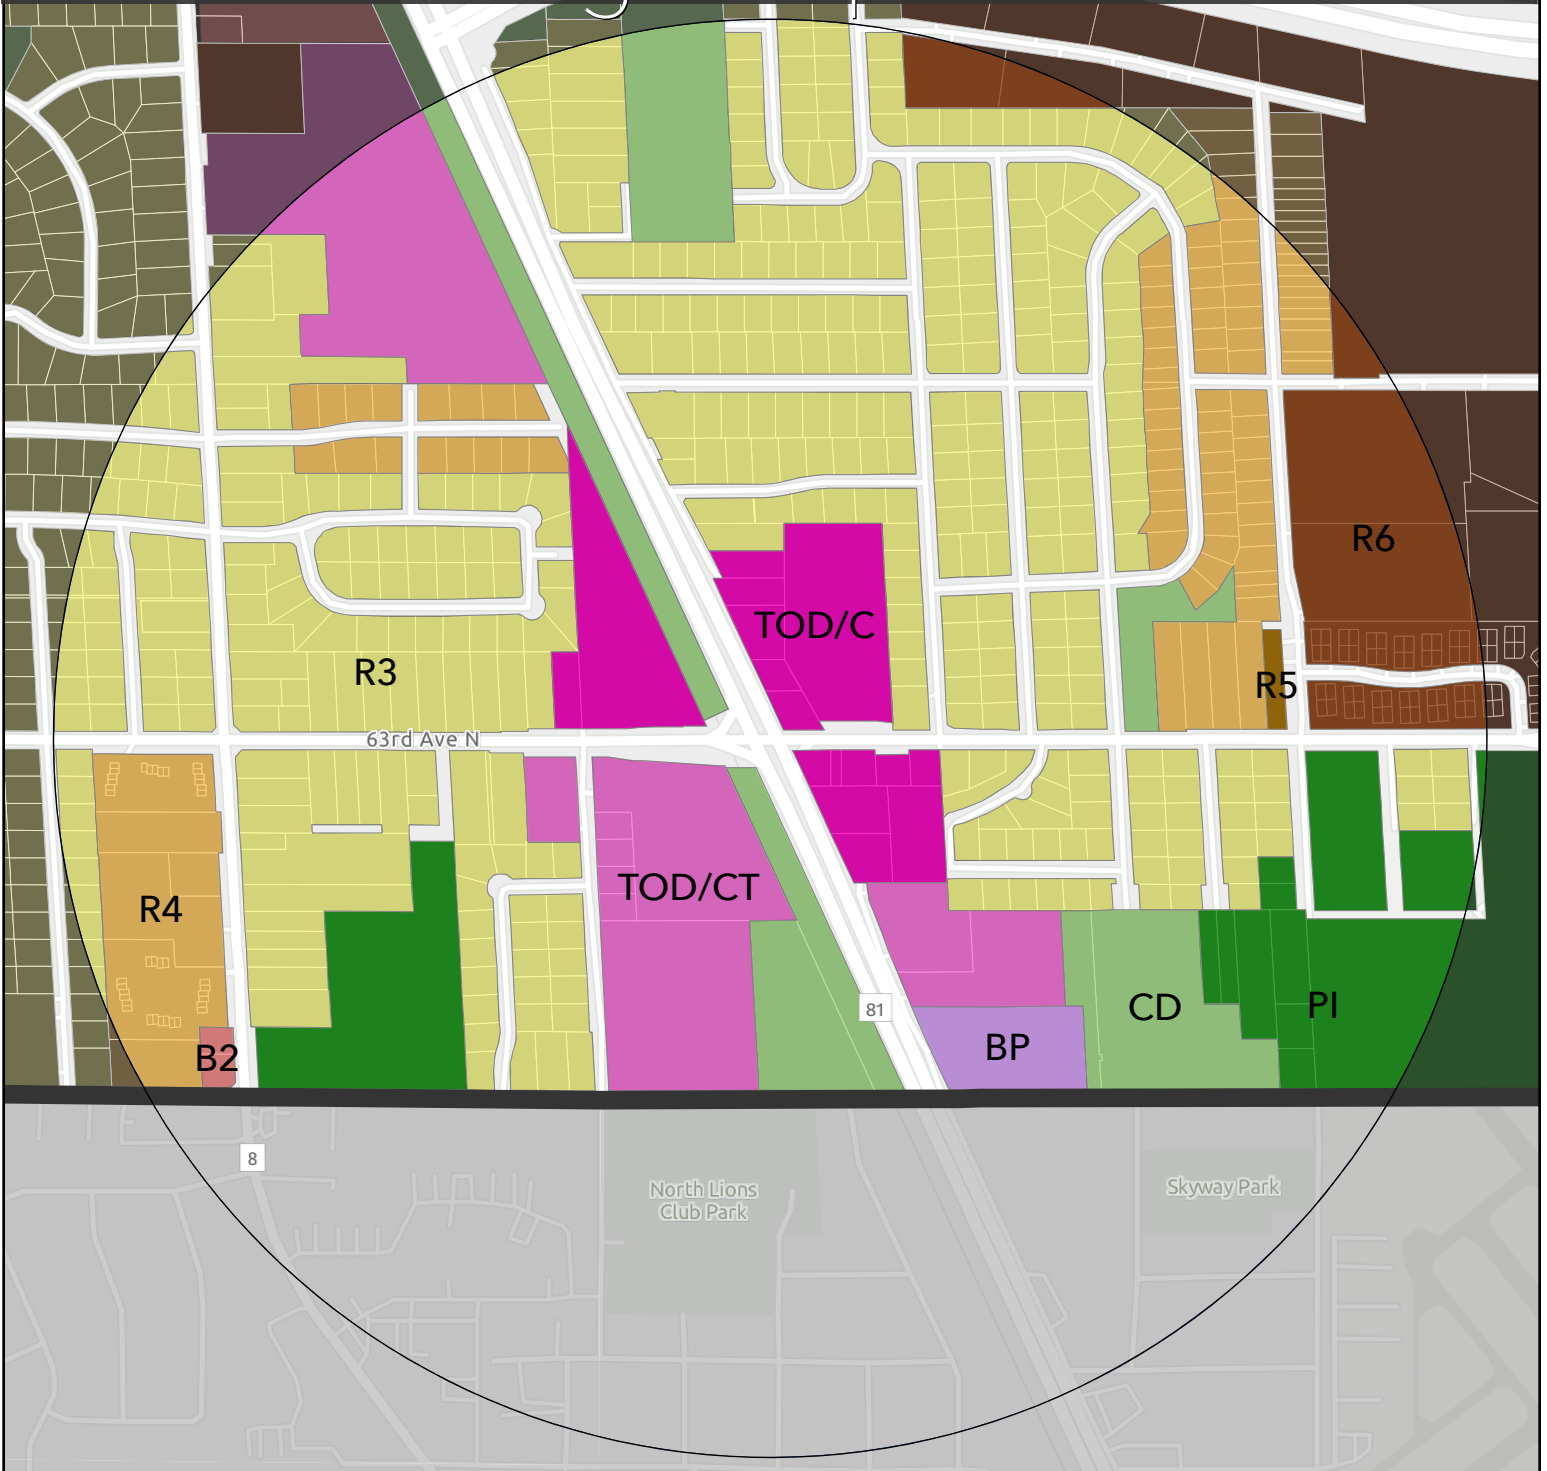 R6
TOD/C
R3
R5
63rd Ave N
TOD/CT
R4
81
CD
PI
BP
B2
8
North Lions
Club Park
Skyway Park